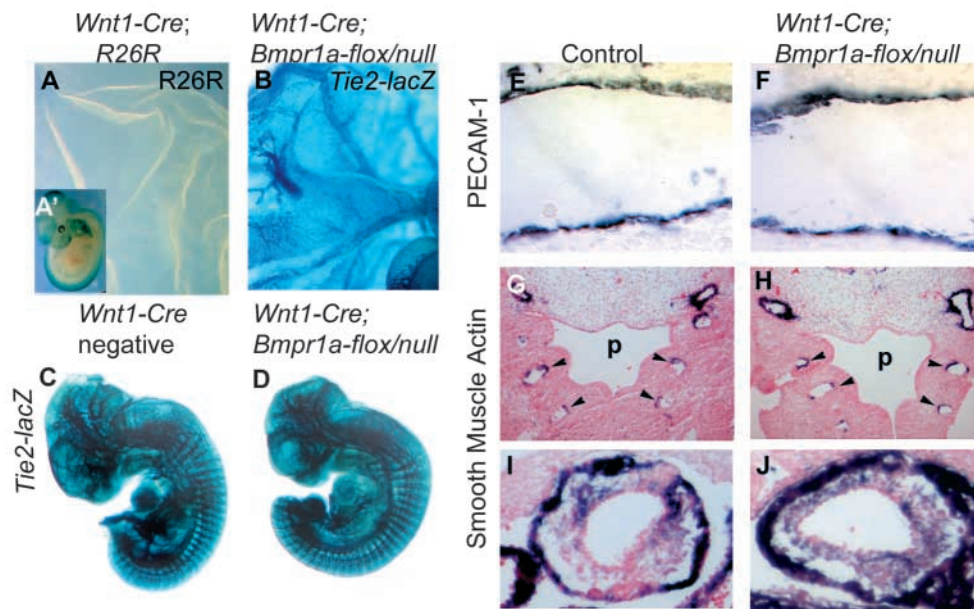 Wnt1-Cre;
R26R
Wnt1-Cre;
Bmpr1a-flox/null
A
R26R
A'
B
Tie2-lacZ
Wnt1-Cre
negative
Wnt1-Cre;
Bmpr1a-flox/null
Tie2-lacZ
C
D
Control
Wnt1-Cre;
Bmpr1a-flox/null
PECAM-1
E
F
Smooth Muscle Actin
G
p
H
p
I
J